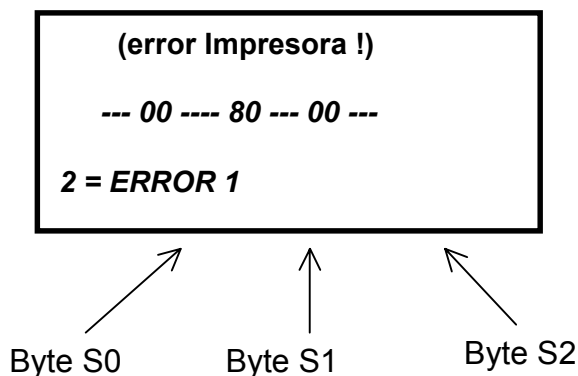 (error Impresora !)
--- 00 ---- 80 --- 00 ---
2 = ERROR 1
Byte S0 Byte S1 Byte S2